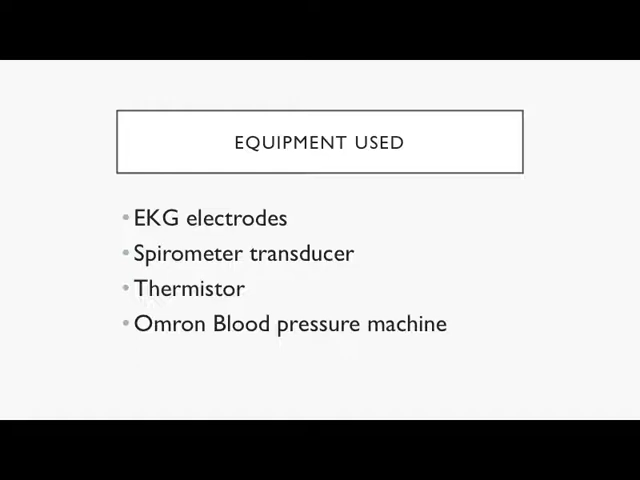 EQUIPMENT USED
• EKG electrodes
• Spirometer transducer
• Thermistor
• Omron Blood pressure machine